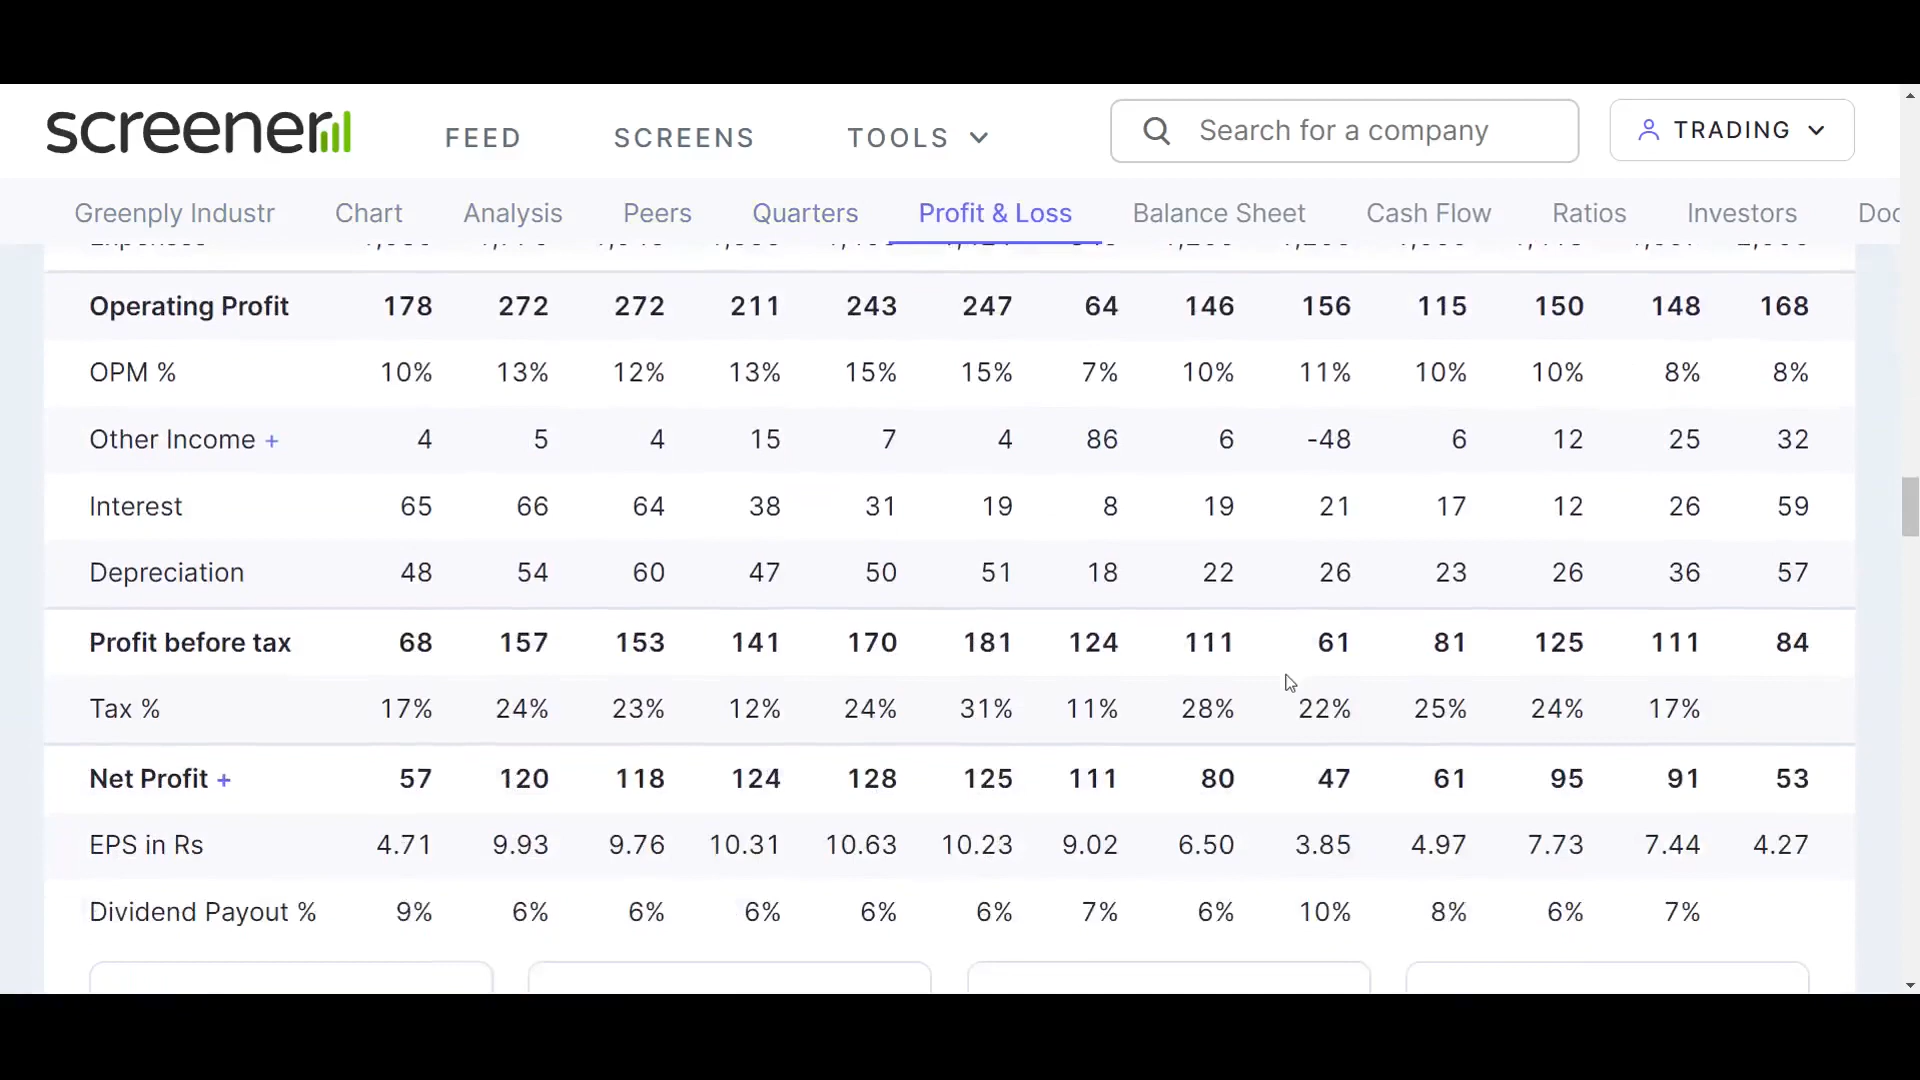 screener
FEED SCREENS TOOLS
Search for a company
TRADING
Greenply Industr Chart Analysis Peers Quarters Profit & Loss Balance Sheet Cash Flow Ratios Investors Doc
Operating Profit 178 272 272 211 243 247 64 146 156 115 150 148 168
OPM % 10% 13% 12% 13% 15% 15% 7% 10% 11% 10% 10% 8% 8%
Other Income + 4 5 4 15 7 4 86 6 -48 6 12 25 32
Interest 65 66 64 38 31 19 8 19 21 17 12 26 59
Depreciation 48 54 60 47 50 51 18 22 26 23 26 36 57
Profit before tax 68 157 153 141 170 181 124 111 61 81 125 111 84
Tax % 17% 24% 23% 12% 24% 31% 11% 28% 22% 25% 24% 17%
Net Profit + 57 120 118 124 128 125 111 80 47 61 95 91 53
EPS in Rs 4.71 9.93 9.76 10.31 10.63 10.23 9.02 6.50 3.85 4.97 7.73 7.44 4.27
Dividend Payout % 9% 6% 6% 6% 6% 6% 7% 6% 10% 8% 6% 7%